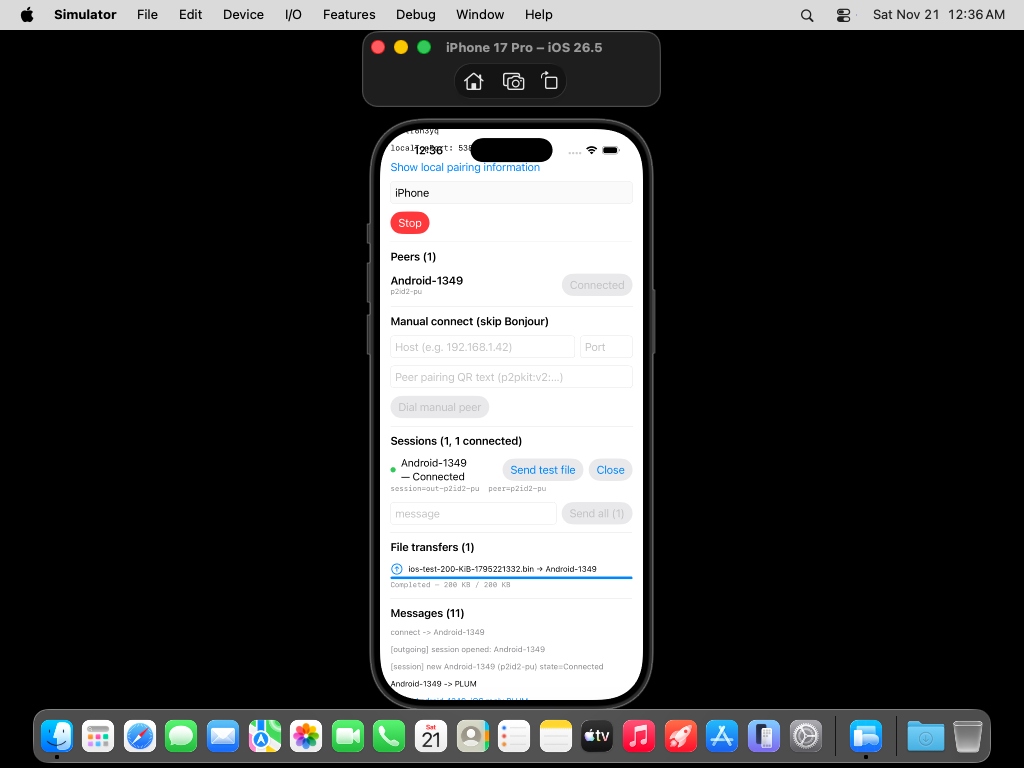 Simulator File Edit Device I/O Features Debug Window Help Sat Nov 21 12:36 AM
iPhone 17 Pro – iOS 26.5
12:36
Show local pairing information
iPhone
Stop
Peers (1)
Android-1349
p2id2-pu
Connected
Manual connect (skip Bonjour)
Host (e.g. 192.168.1.42) Port
Peer pairing QR text (p2pkit:v2:...)
Dial manual peer
Sessions (1, 1 connected)
Android-1349
— Connected
Send test file Close
session=out-p2id2-pu peer=p2id2-pu
message Send all (1)
File transfers (1)
ios-test-200-KiB-1795221332.bin → Android-1349
Completed — 200 KB / 200 KB
Messages (11)
connect -> Android-1349
[outgoing] session opened: Android-1349
[session] new Android-1349 (p2id2-pu) state=Connected
Android-1349 -> PLUM
Sat
21
tv